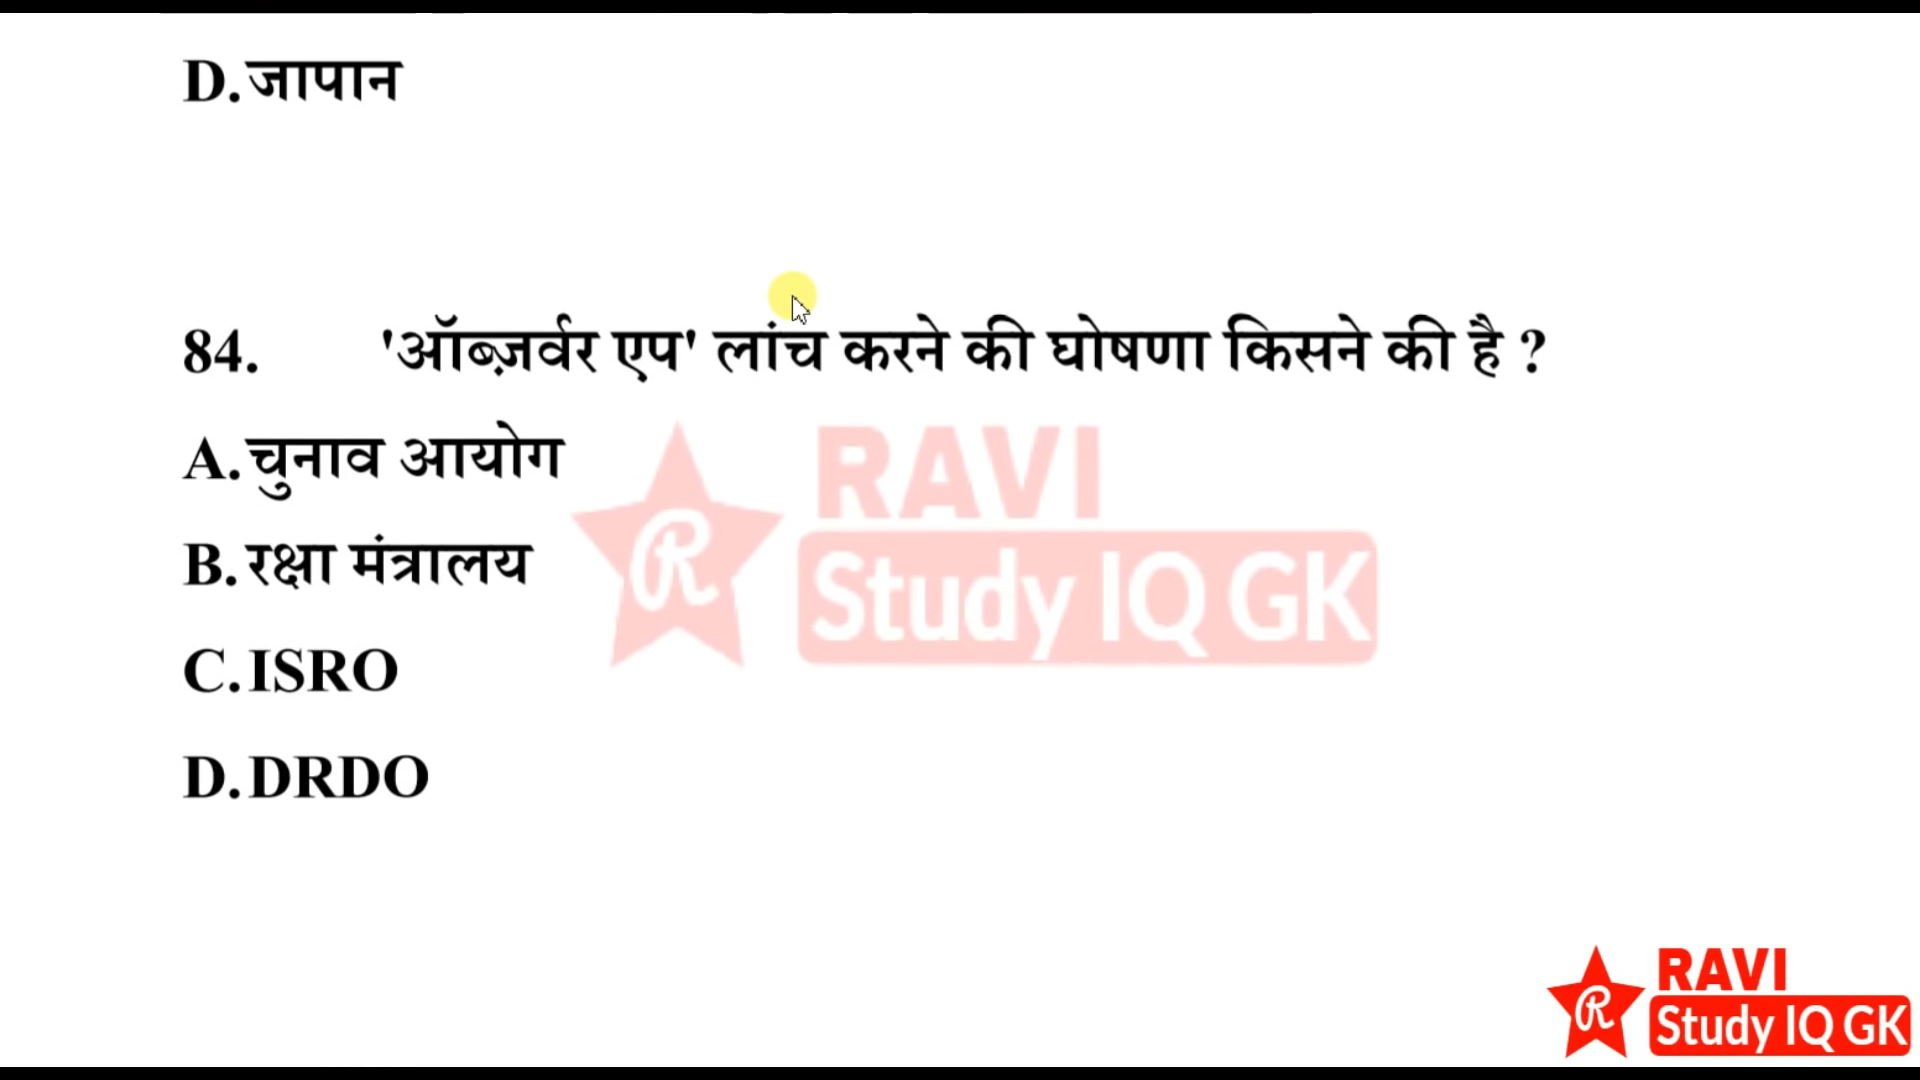 D. जापान
84. 'ऑब्ज़र्वर एप' लांच करने की घोषणा किसने की है ?
A. चुनाव आयोग
B. रक्षा मंत्रालय
C. ISRO
D. DRDO
R RAVI
Study IQ GK
R RAVI
Study IQ GK